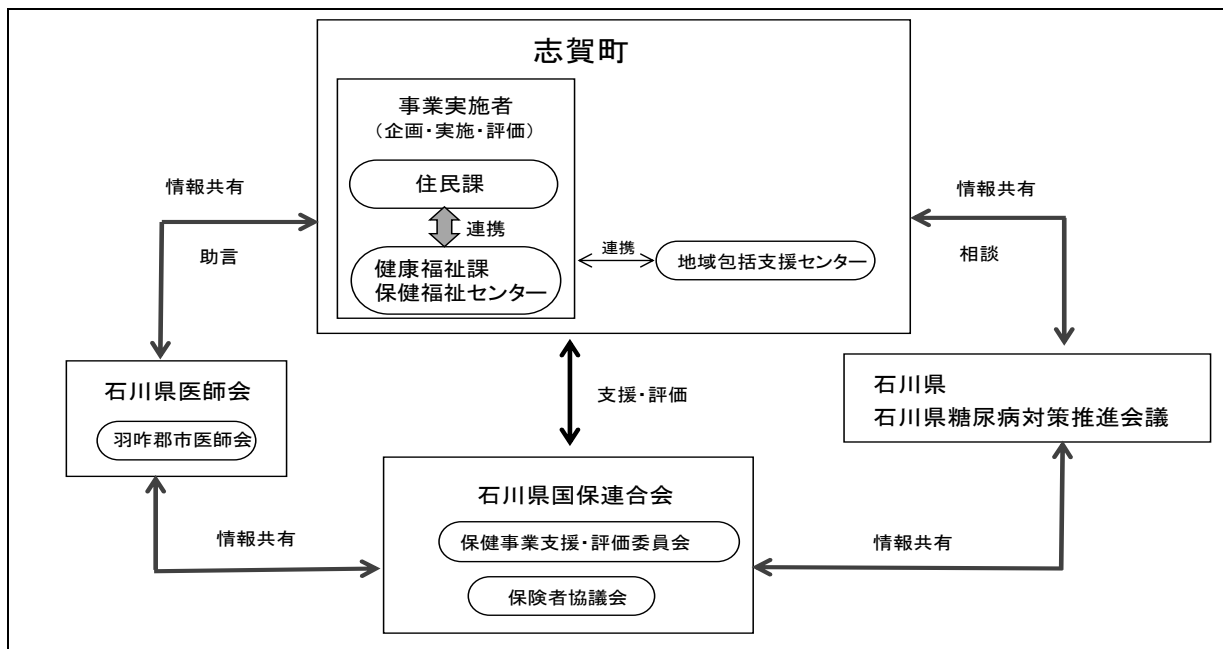 志賀町
事業実施者
（企画・実施・評価）
住民課
連携
健康福祉課
保健福祉センター
連携
地域包括支援センター
情報共有
助言
情報共有
相談
石川県医師会
羽咋郡市医師会
支援・評価
石川県
石川県糖尿病対策推進会議
石川県国保連合会
保健事業支援・評価委員会
保険者協議会
情報共有
情報共有